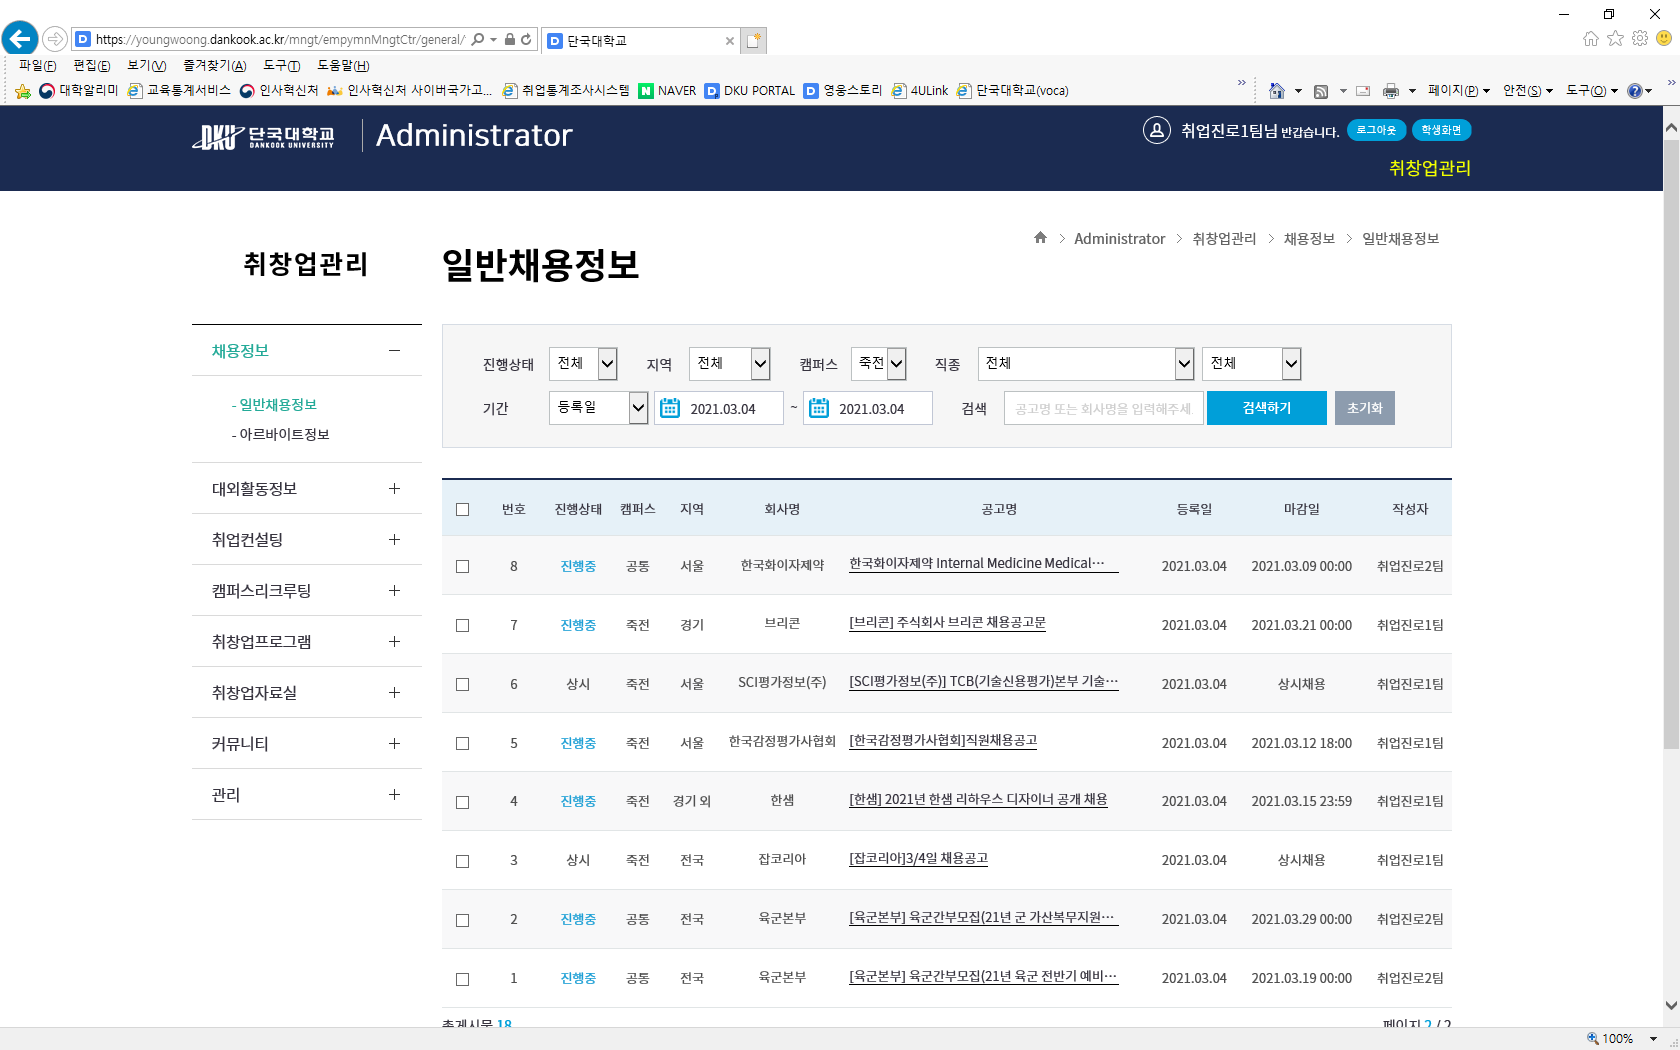 https://youngwoong.dankook.ac.kr/mngt/empymnMngtCtr/general/
단국대학교
파일(F) 편집(E) 보기(V) 즐겨찾기(A) 도구(T) 도움말(H)
대학알리미 교육통계서비스 인사혁신처 인사혁신처 사이버국가고... 취업통계조사시스템 NAVER DKU PORTAL 영웅스토리 4ULink 단국대학교(voca) 페이지(P) 안전(S) 도구(O)
DKU 단국대학교 DANKOOK UNIVERSITY Administrator
취업진로1팀님 반갑습니다. 로그아웃 학생화면
취창업관리
Administrator > 취창업관리 > 채용정보 > 일반채용정보
취창업관리
일반채용정보
채용정보
- 일반채용정보
- 아르바이트정보
대외활동정보
취업컨설팅
캠퍼스리크루팅
취창업프로그램
취창업자료실
커뮤니티
관리
진행상태 전체 지역 전체 캠퍼스 죽전 직종 전체 전체
기간 등록일 2021.03.04 ~ 2021.03.04 검색 공고명 또는 회사명을 입력해주세. 검색하기 초기화
번호 진행상태 캠퍼스 지역 회사명 공고명 등록일 마감일 작성자
8 진행중 공통 서울 한국화이자제약 한국화이자제약 Internal Medicine Medical… 2021.03.04 2021.03.09 00:00 취업진로2팀
7 진행중 죽전 경기 브리콘 [브리콘] 주식회사 브리콘 채용공고문 2021.03.04 2021.03.21 00:00 취업진로1팀
6 상시 죽전 서울 SCI평가정보(주) [SCI평가정보(주)] TCB(기술신용평가)본부 기술… 2021.03.04 상시채용 취업진로1팀
5 진행중 죽전 서울 한국감정평가사협회 [한국감정평가사협회]직원채용공고 2021.03.04 2021.03.12 18:00 취업진로1팀
4 진행중 죽전 경기 외 한샘 [한샘] 2021년 한샘 리하우스 디자이너 공개 채용 2021.03.04 2021.03.15 23:59 취업진로1팀
3 상시 죽전 전국 잡코리아 [잡코리아]3/4일 채용공고 2021.03.04 상시채용 취업진로1팀
2 진행중 공통 전국 육군본부 [육군본부] 육군간부모집(21년 군 가산복무지원… 2021.03.04 2021.03.29 00:00 취업진로2팀
1 진행중 공통 전국 육군본부 [육군본부] 육군간부모집(21년 육군 전반기 예비… 2021.03.04 2021.03.19 00:00 취업진로2팀
총게시물 18 페이지 2 / 2
100%